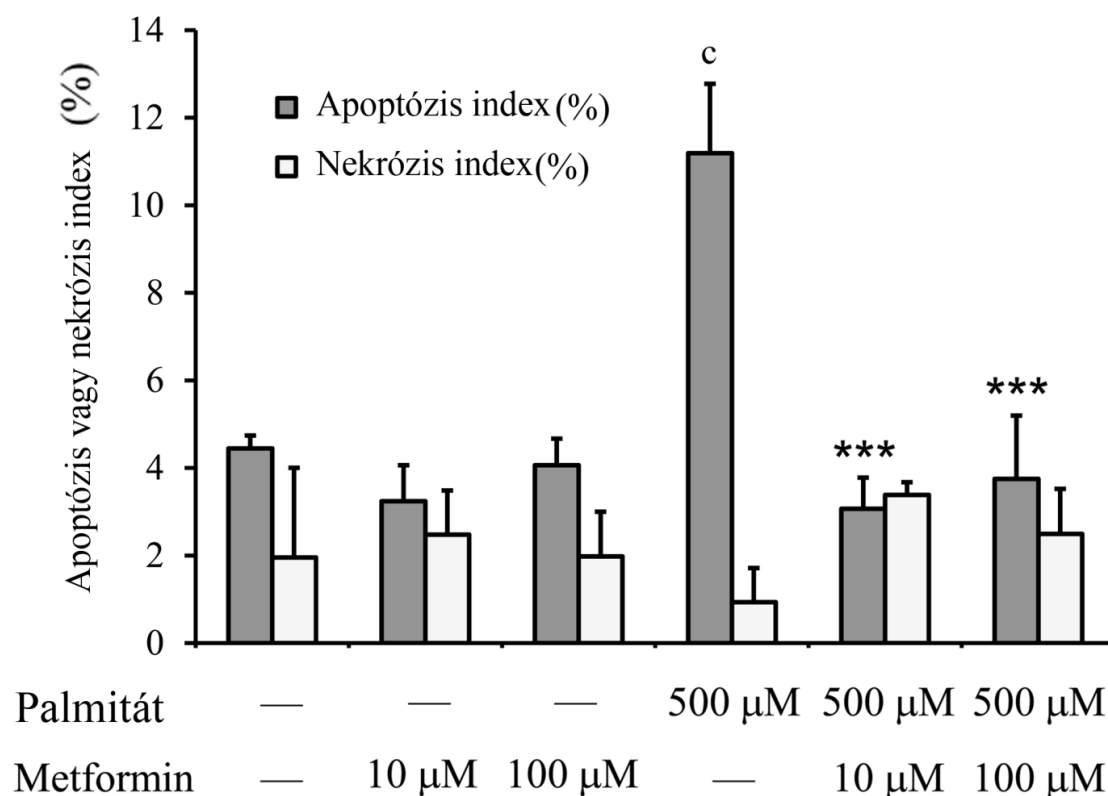 Apoptózis vagy nekrózis index (%)
14
12
10
8
6
4
2
0
Apoptózis index (%)
Nekrózis index (%)
c
***
***
Palmitát — — — 500 μM 500 μM 500 μM
Metformin — 10 μM 100 μM — 10 μM 100 μM